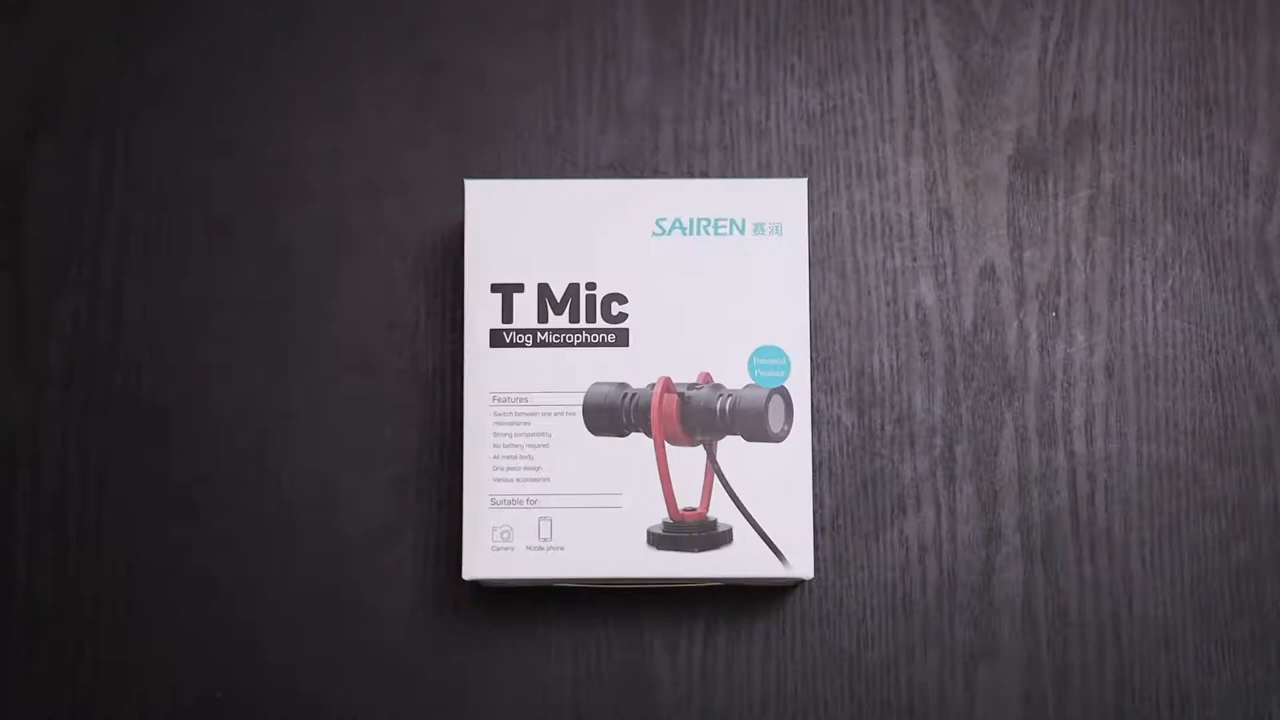 SAIREN 赛润
T Mic
Vlog Microphone
Patented
Product
Features :
- Switch between one and two
microphones
- Strong compatibility
- No battery required
- All metal body
- One piece design
- Various accessories
Suitable for :
Camera
Mobile phone